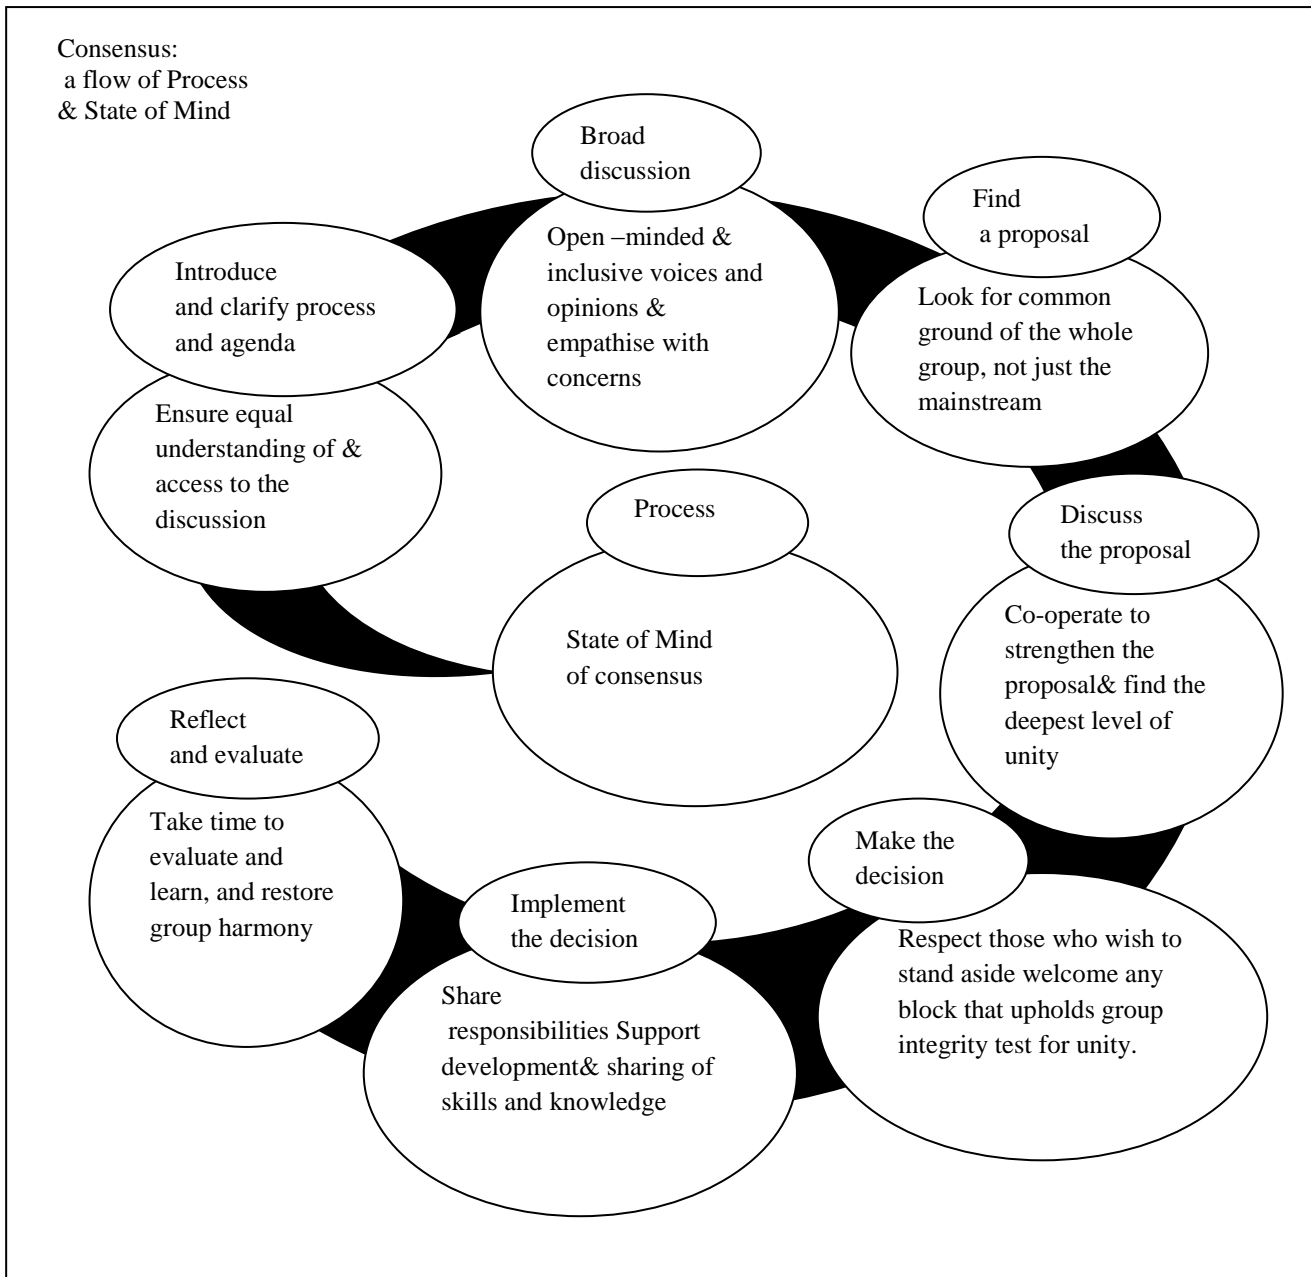 Consensus:
a flow of Process
& State of Mind
Introduce
and clarify process
and agenda
Ensure equal
understanding of &
access to the
discussion
Broad
discussion
Open –minded &
inclusive voices and
opinions &
empathise with
concerns
Find
a proposal
Look for common
ground of the whole
group, not just the
mainstream
Discuss
the proposal
Co-operate to
strengthen the
proposal& find the
deepest level of
unity
Make the
decision
Respect those who wish to
stand aside welcome any
block that upholds group
integrity test for unity.
Implement
the decision
Share
responsibilities Support
development& sharing of
skills and knowledge
Reflect
and evaluate
Take time to
evaluate and
learn, and restore
group harmony
Process
State of Mind
of consensus